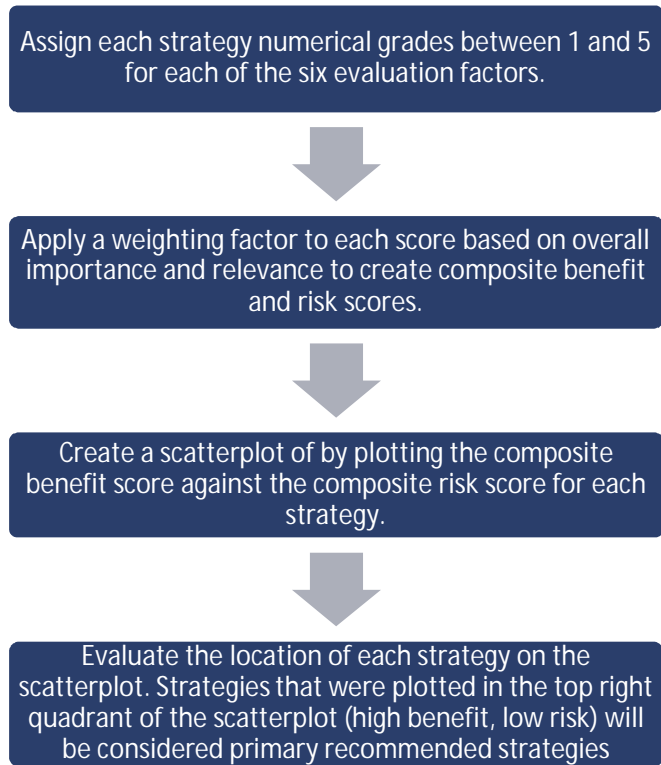 Assign each strategy numerical grades between 1 and 5
for each of the six evaluation factors.
Apply a weighting factor to each score based on overall
importance and relevance to create composite benefit
and risk scores.
Create a scatterplot of by plotting the composite
benefit score against the composite risk score for each
strategy.
Evaluate the location of each strategy on the
scatterplot. Strategies that were plotted in the top right
quadrant of the scatterplot (high benefit, low risk) will
be considered primary recommended strategies